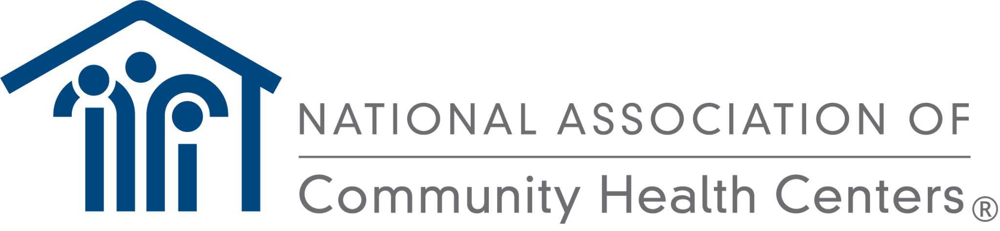 NATIONAL ASSOCIATION OF
Community Health Centers®